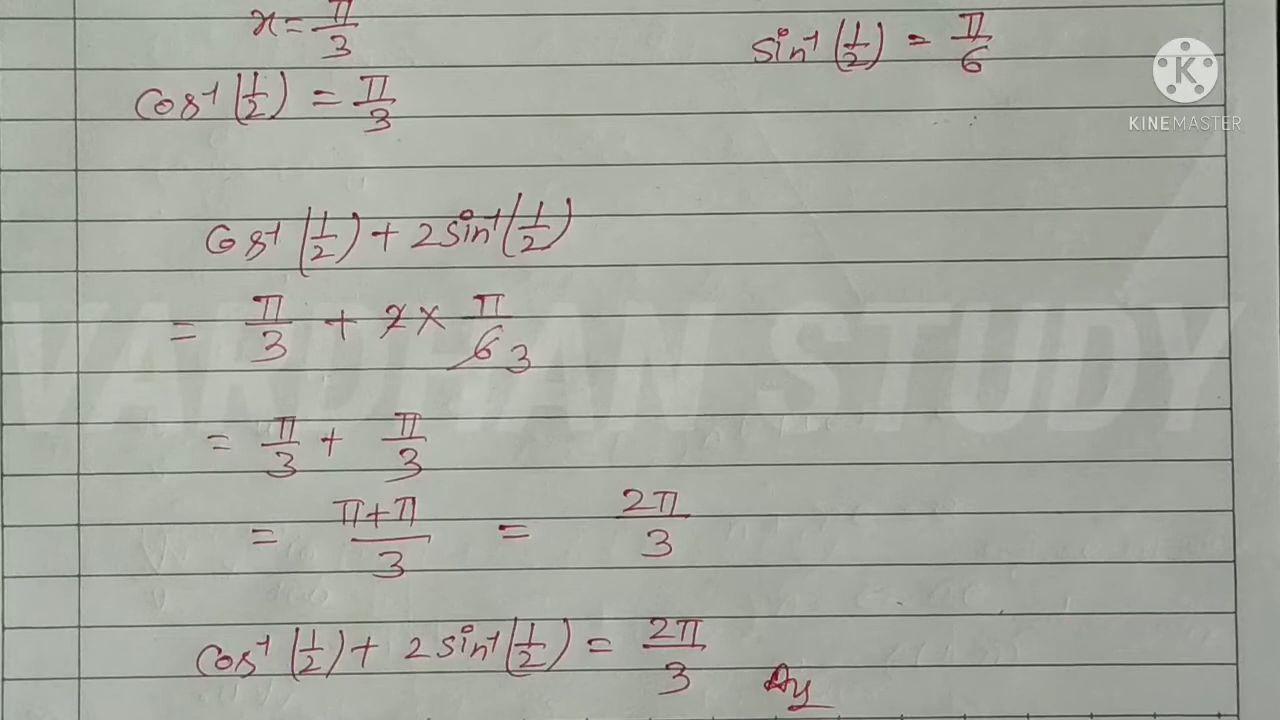 x = π/3
sin⁻¹(1/2) = π/6
cos⁻¹(1/2) = π/3
KINEMASTER
cos⁻¹(1/2) + 2sin⁻¹(1/2)
= π/3 + 2 × π/6 3
VARDHAN STUDY
= π/3 + π/3
= π+π/3 = 2π/3
cos⁻¹(1/2) + 2sin⁻¹(1/2) = 2π/3